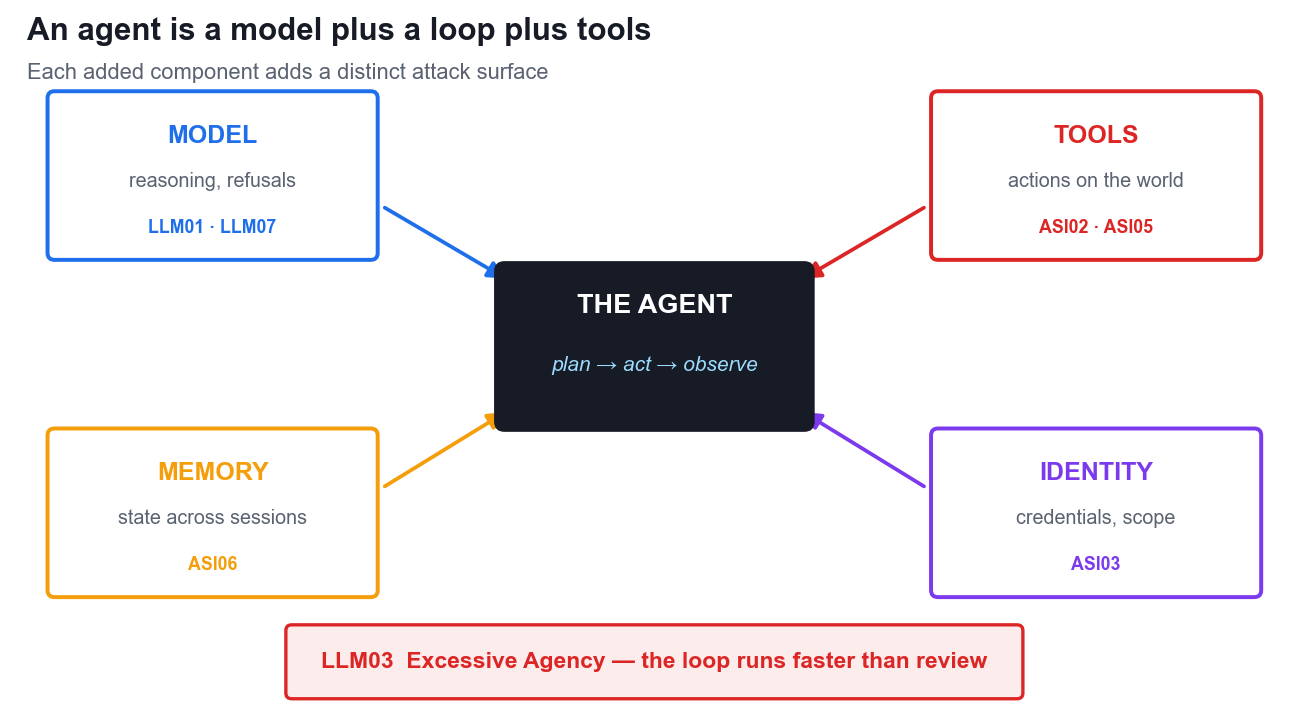 An agent is a model plus a loop plus tools
Each added component adds a distinct attack surface
MODEL
reasoning, refusals
LLM01 · LLM07
TOOLS
actions on the world
ASI02 · ASI05
THE AGENT
plan → act → observe
MEMORY
state across sessions
ASI06
IDENTITY
credentials, scope
ASI03
LLM03 Excessive Agency — the loop runs faster than review